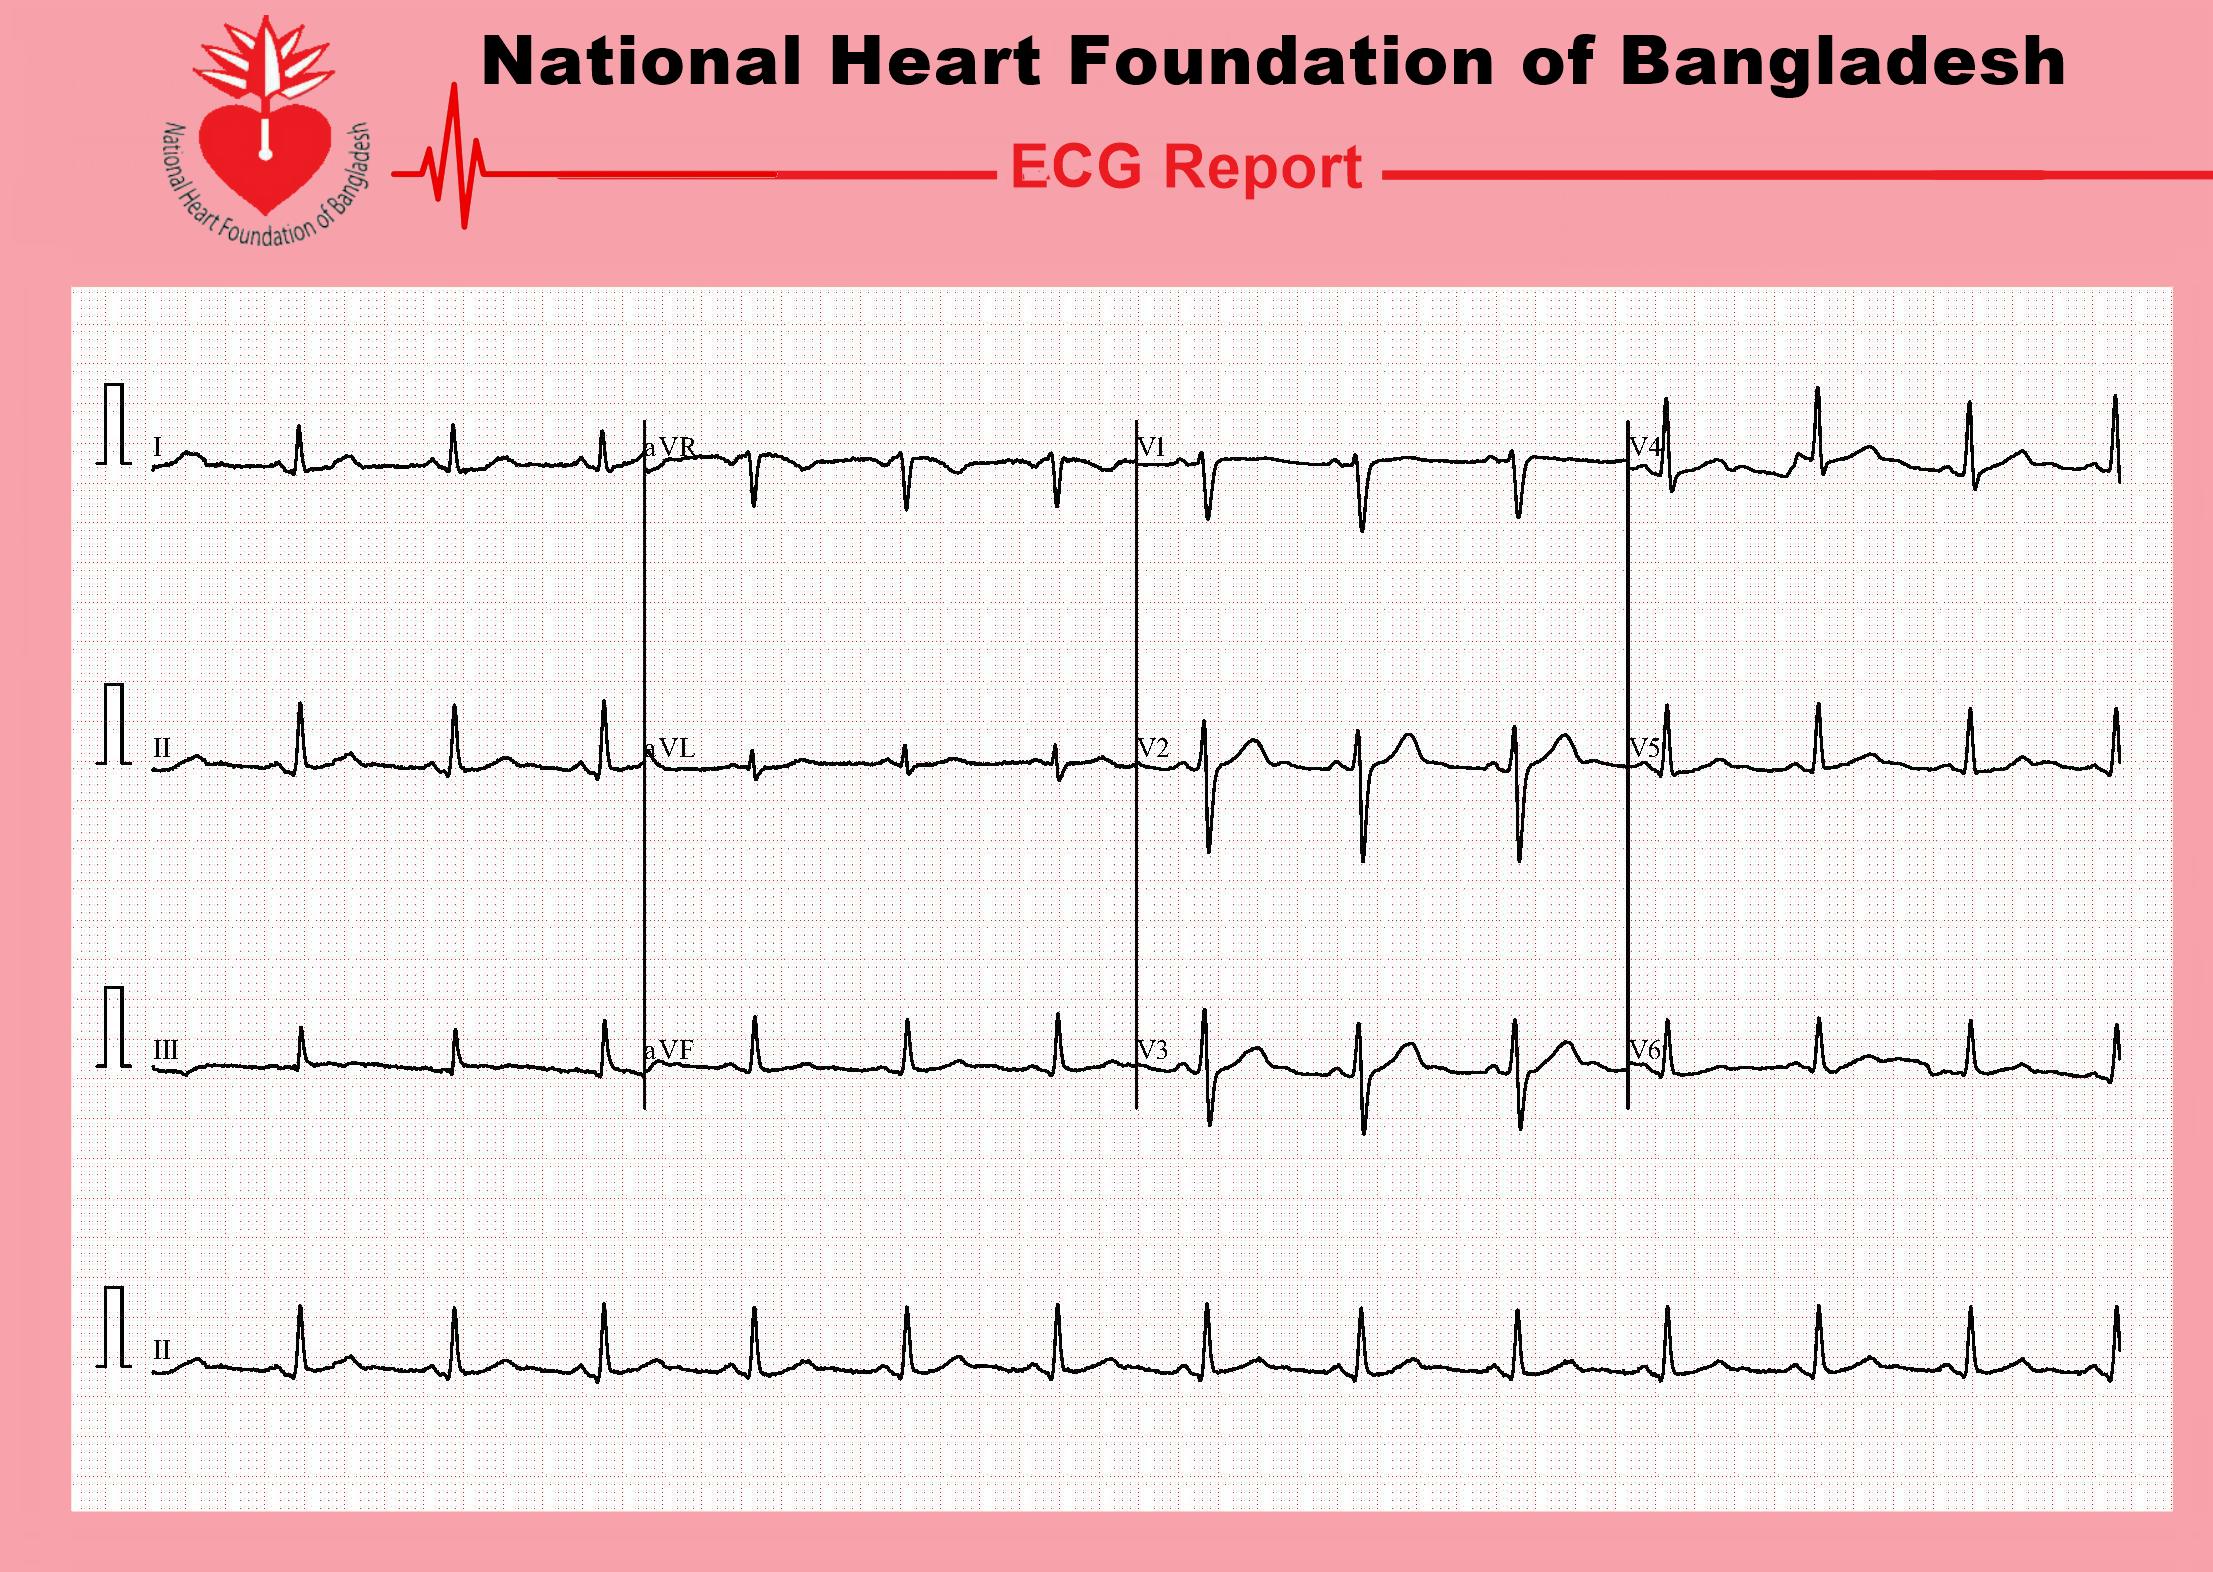 National Heart Foundation of Bangladesh
National Heart Foundation of Bangladesh
ECG Report
I
aVR
V1
V4
II
aVL
V2
V5
III
aVF
V3
V6
II